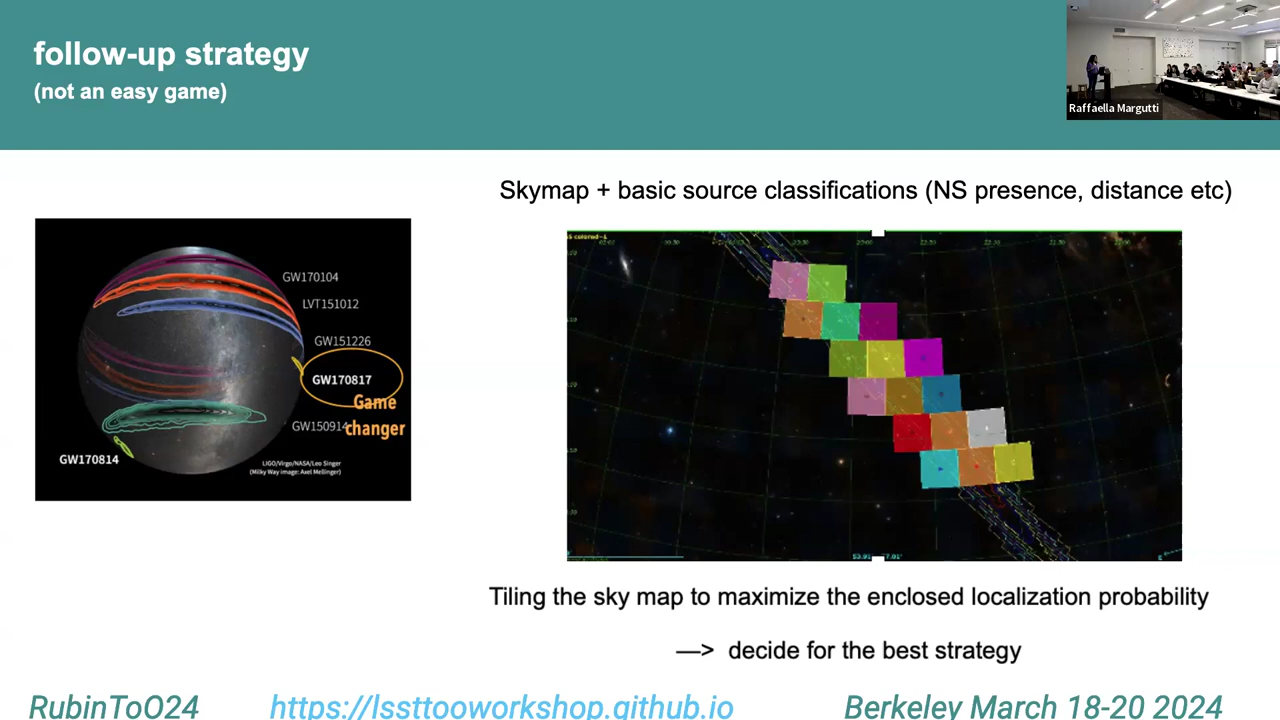 follow-up strategy
(not an easy game)
Raffaella Margutti
Skymap + basic source classifications (NS presence, distance etc)
GW170104
LVT151012
GW151226
GW170817
Game
changer
GW150914
GW170814
LIGO/Virgo/NASA/Leo Singer
(Milky Way image: Axel Mellinger)
Tiling the sky map to maximize the enclosed localization probability
—> decide for the best strategy
RubinToO24
https://lssttooworkshop.github.io
Berkeley March 18-20 2024